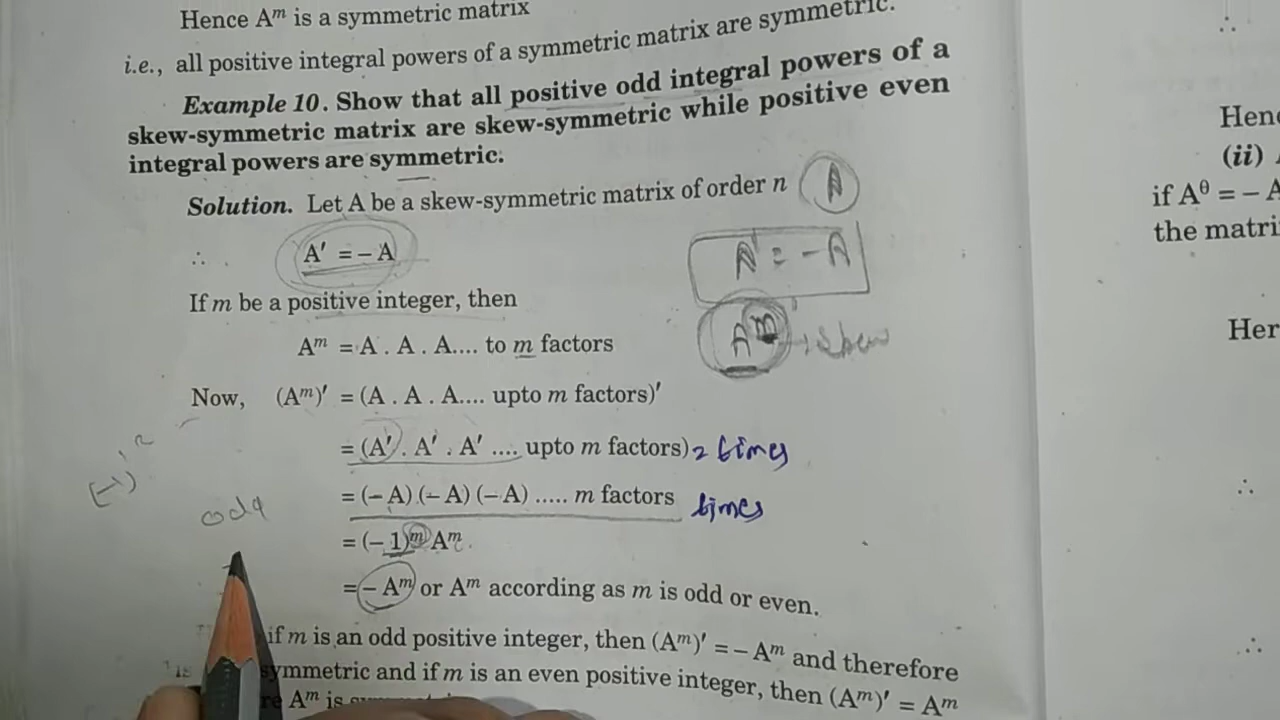 Hence Aᵐ is a symmetric matrix
i.e., all positive integral powers of a symmetric matrix are symmetric.
Example 10. Show that all positive odd integral powers of a
skew-symmetric matrix are skew-symmetric while positive even
integral powers are symmetric.
Solution. Let A be a skew-symmetric matrix of order n
A
∴ A′ = – A
A′ = – A
If m be a positive integer, then
Aᵐ = A . A . A.... to m factors
Aᵐ
Now, (Aᵐ)′ = (A . A . A.... upto m factors)′
= (A′ . A′ . A′ .... upto m factors) 2 times
= (– A) (– A) (– A) ..... m factors times
odd
= (– 1)ᵐ Aᵐ
= – Aᵐ or Aᵐ according as m is odd or even.
if m is an odd positive integer, then (Aᵐ)′ = – Aᵐ and therefore
symmetric and if m is an even positive integer, then (Aᵐ)′ = Aᵐ
Aᵐ is
Hen
(ii)
if Aᶿ = – A
the matri
Her
∴
∴